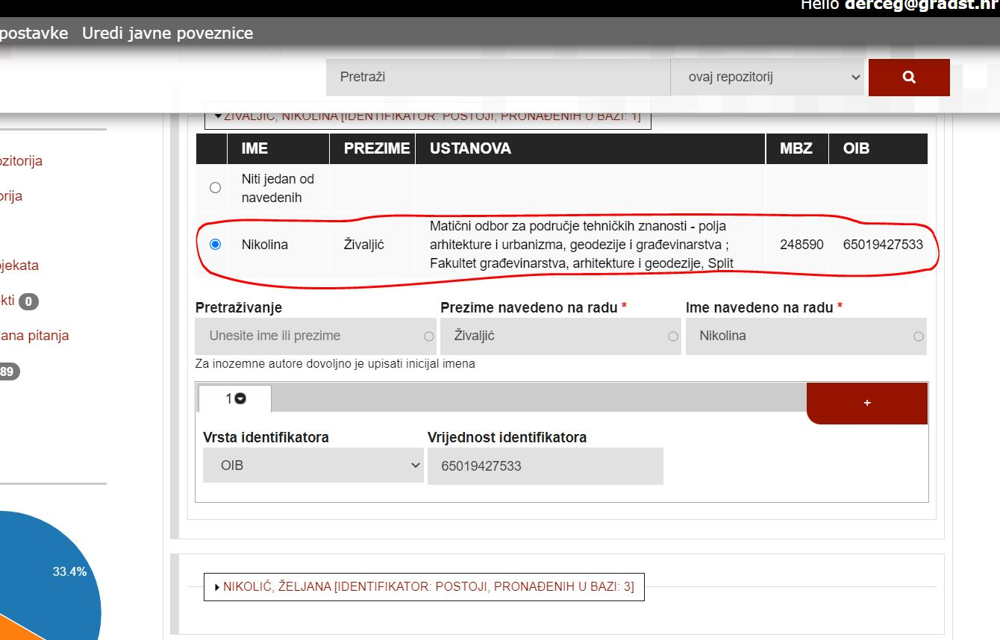 Hello derceg@gradst.hr
postavke Uredi javne poveznice
Pretraži ovaj repozitorij
ŽIVALJIĆ, NIKOLINA [IDENTIFIKATOR: POSTOJI, PRONAĐENIH U BAZI: 1]
IME PREZIME USTANOVA MBZ OIB
Niti jedan od
navedenih
Nikolina Živaljić Matični odbor za područje tehničkih znanosti - polja
arhitekture i urbanizma, geodezije i građevinarstva ;
Fakultet građevinarstva, arhitekture i geodezije, Split
248590 65019427533
Pretraživanje Prezime navedeno na radu * Ime navedeno na radu *
Unesite ime ili prezime Živaljić Nikolina
Za inozemne autore dovoljno je upisati inicijal imena
1 +
Vrsta identifikatora Vrijednost identifikatora
OIB 65019427533
NIKOLIĆ, ŽELJANA [IDENTIFIKATOR: POSTOJI, PRONAĐENIH U BAZI: 3]
ozitorija
orija
ojekata
kti 0
ana pitanja
89
33.4%